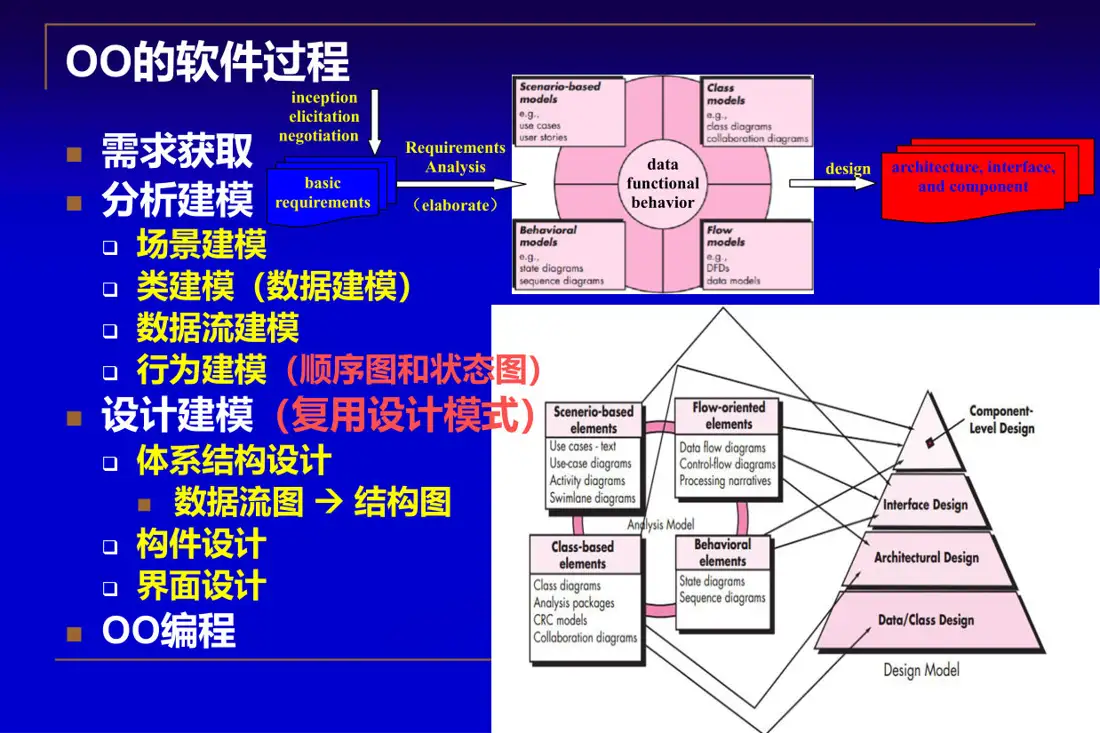 OO的软件过程
需求获取
分析建模
场景建模
类建模（数据建模）
数据流建模
行为建模（顺序图和状态图）
设计建模（复用设计模式）
体系结构设计
数据流图 → 结构图
构件设计
界面设计
OO编程
inception
elicitation
negotiation
basic
requirements
Requirements
Analysis
（elaborate）
Scenario-based
models
e.g.,
use cases
user stories
Class
models
e.g.,
class diagrams
collaboration diagrams
data
functional
behavior
Behavioral
models
e.g.,
state diagrams
sequence diagrams
Flow
models
e.g.,
DFDs
data models
design
architecture, interface,
and component
Scenerio-based
elements
Use cases - text
Use-case diagrams
Activity diagrams
Swimlane diagrams
Flow-oriented
elements
Data flow diagrams
Control-flow diagrams
Processing narratives
Analysis Model
Class-based
elements
Class diagrams
Analysis packages
CRC models
Collaboration diagrams
Behavioral
elements
State diagrams
Sequence diagrams
Component-
Level Design
Interface Design
Architectural Design
Data/Class Design
Design Model